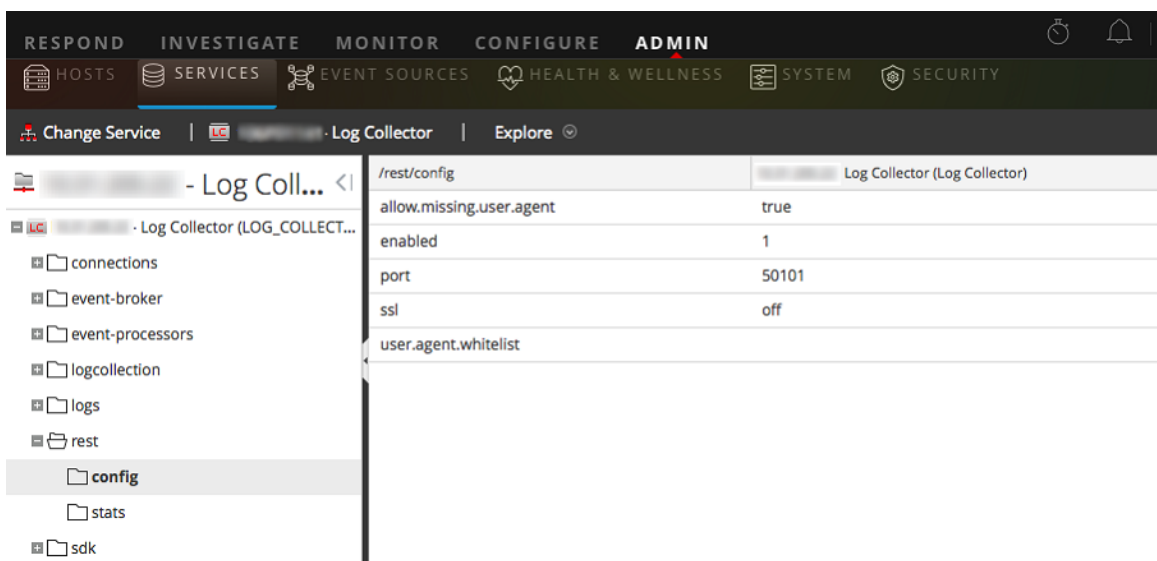 RESPOND INVESTIGATE MONITOR CONFIGURE ADMIN
HOSTS SERVICES EVENT SOURCES HEALTH & WELLNESS SYSTEM SECURITY
Change Service | LC - Log Collector | Explore
- Log Coll...
/rest/config Log Collector (Log Collector)
allow.missing.user.agent true
LC - Log Collector (LOG_COLLECT...
enabled 1
connections
port 50101
event-broker
ssl off
event-processors
user.agent.whitelist
logcollection
logs
rest
config
stats
sdk